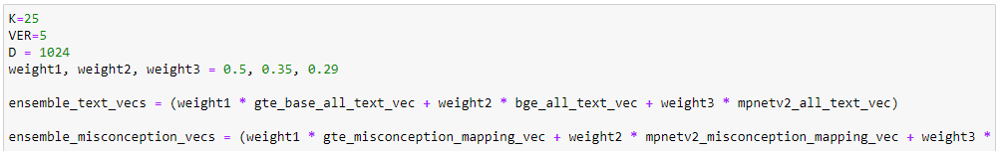 K=25
VER=5
D = 1024
weight1, weight2, weight3 = 0.5, 0.35, 0.29
ensemble_text_vecs = (weight1 * gte_base_all_text_vec + weight2 * bge_all_text_vec + weight3 * mpnetv2_all_text_vec)
ensemble_misconception_vecs = (weight1 * gte_misconception_mapping_vec + weight2 * mpnetv2_misconception_mapping_vec + weight3 *